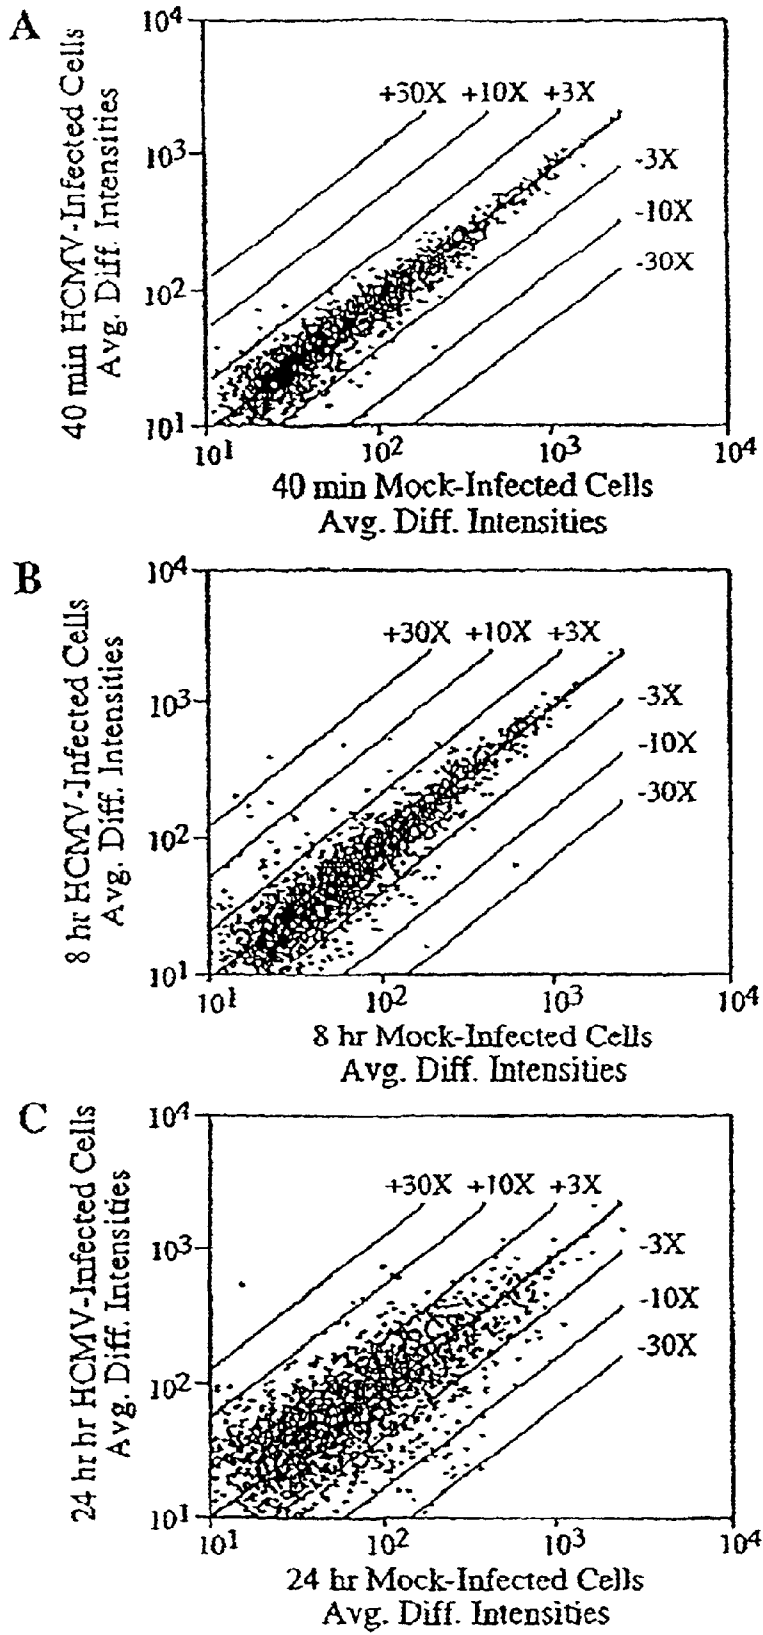 A
40 min HCMV-Infected Cells
Avg. Diff. Intensities
10⁴
10³
10²
10¹
+30X +10X +3X
-3X
-10X
-30X
10¹ 10² 10³ 10⁴
40 min Mock-Infected Cells
Avg. Diff. Intensities
B
8 hr HCMV-Infected Cells
Avg. Diff. Intensities
10⁴
10³
10²
10¹
+30X +10X +3X
-3X
-10X
-30X
10¹ 10² 10³ 10⁴
8 hr Mock-Infected Cells
Avg. Diff. Intensities
C
24 hr hr HCMV-Infected Cells
Avg. Diff. Intensities
10⁴
10³
10²
10¹
+30X +10X +3X
-3X
-10X
-30X
10¹ 10² 10³ 10⁴
24 hr Mock-Infected Cells
Avg. Diff. Intensities